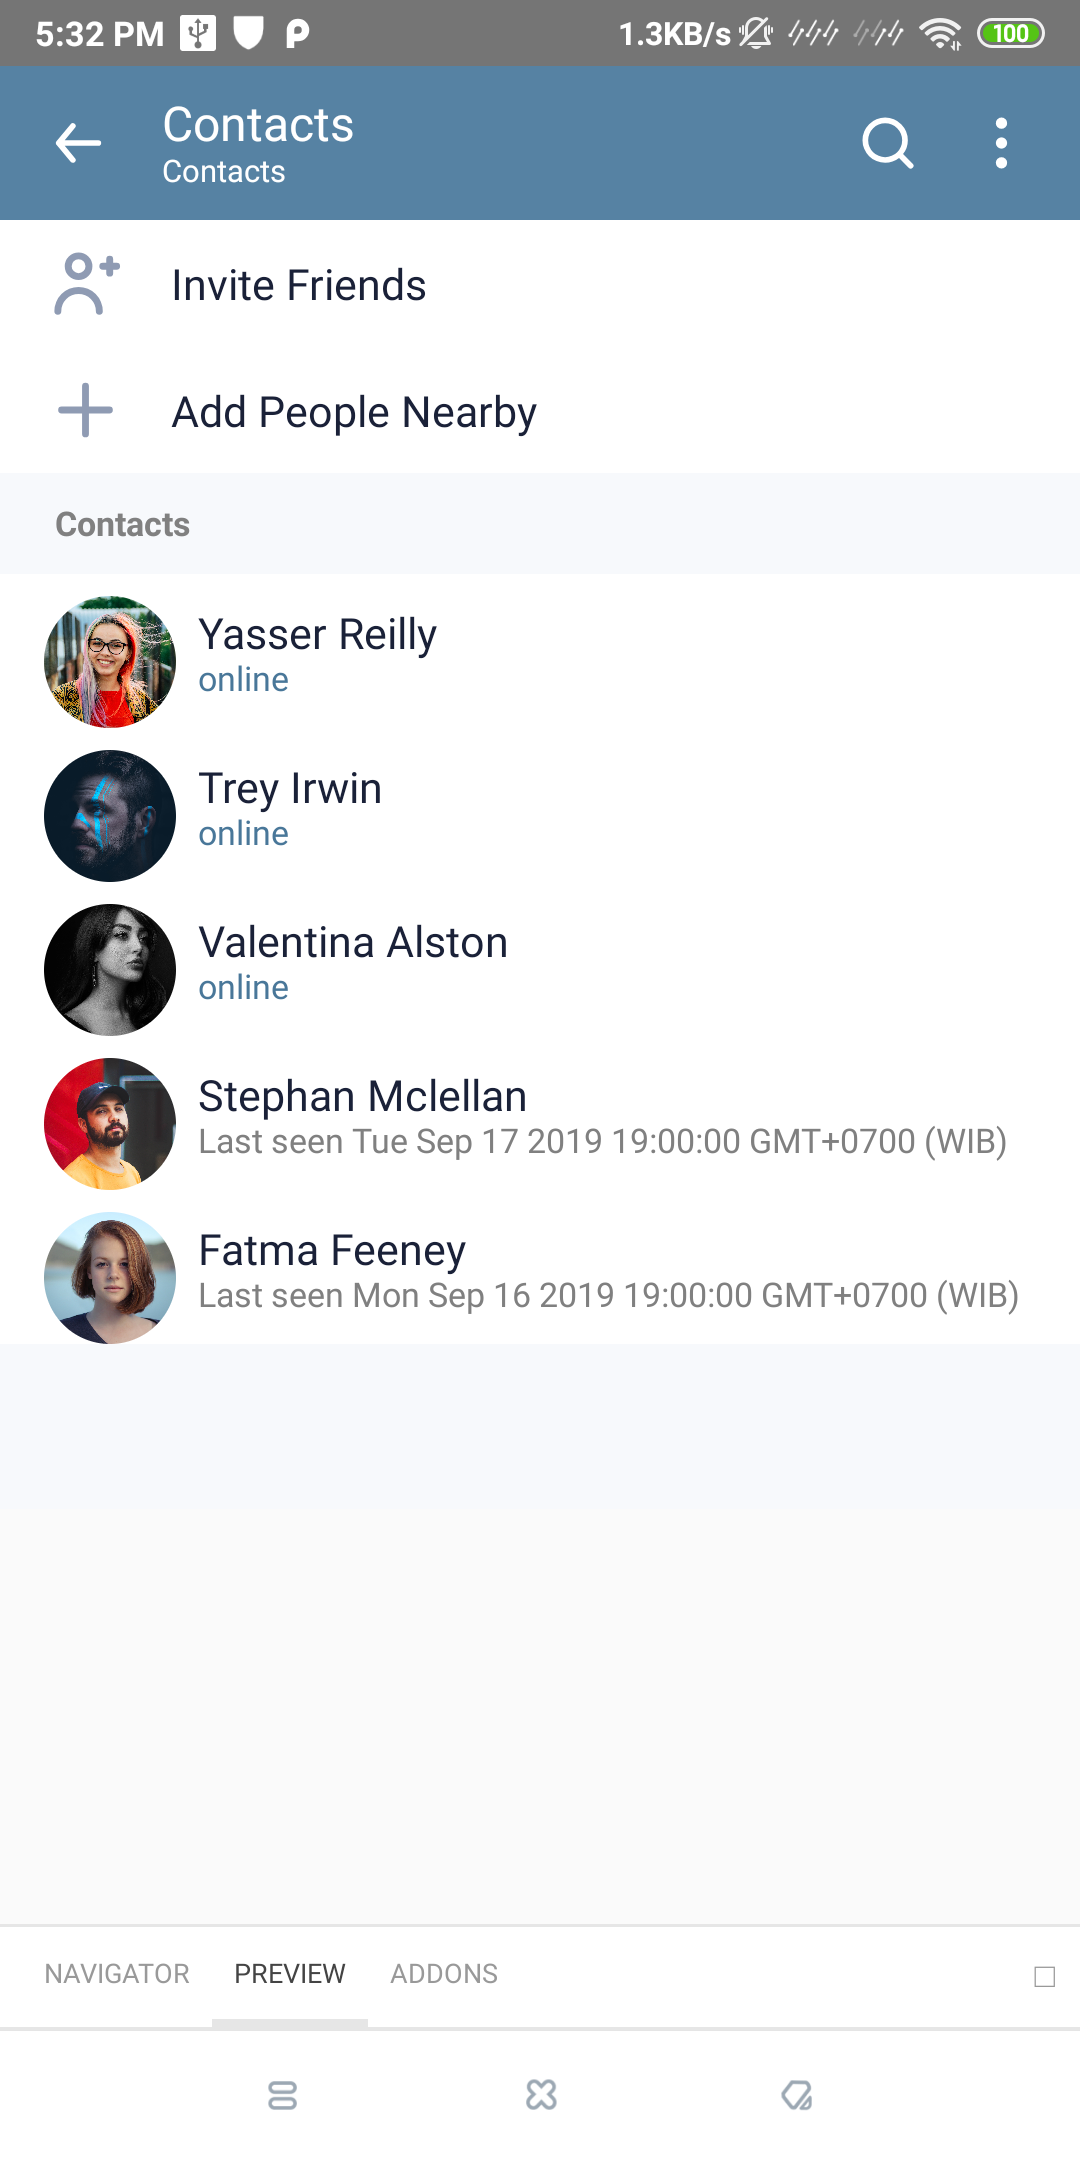 5:32 PM 1.3KB/s 100
Contacts
Contacts
Invite Friends
Add People Nearby
Contacts
Yasser Reilly
online
Trey Irwin
online
Valentina Alston
online
Stephan Mclellan
Last seen Tue Sep 17 2019 19:00:00 GMT+0700 (WIB)
Fatma Feeney
Last seen Mon Sep 16 2019 19:00:00 GMT+0700 (WIB)
NAVIGATOR PREVIEW ADDONS